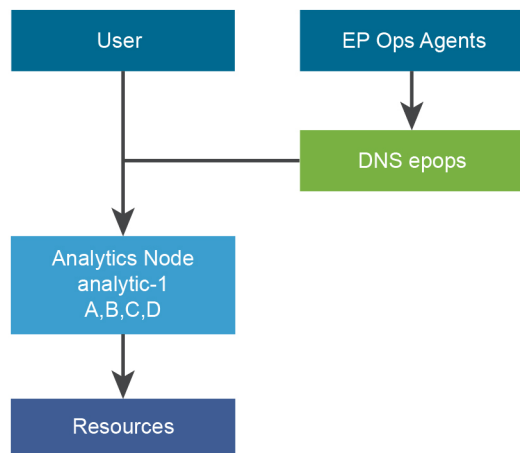 User
EP Ops Agents
DNS epops
Analytics Node
analytic-1
A,B,C,D
Resources